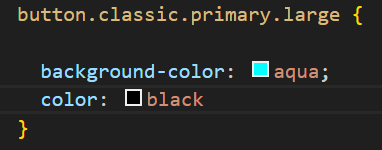 button.classic.primary.large {
background-color: aqua;
color: black
}